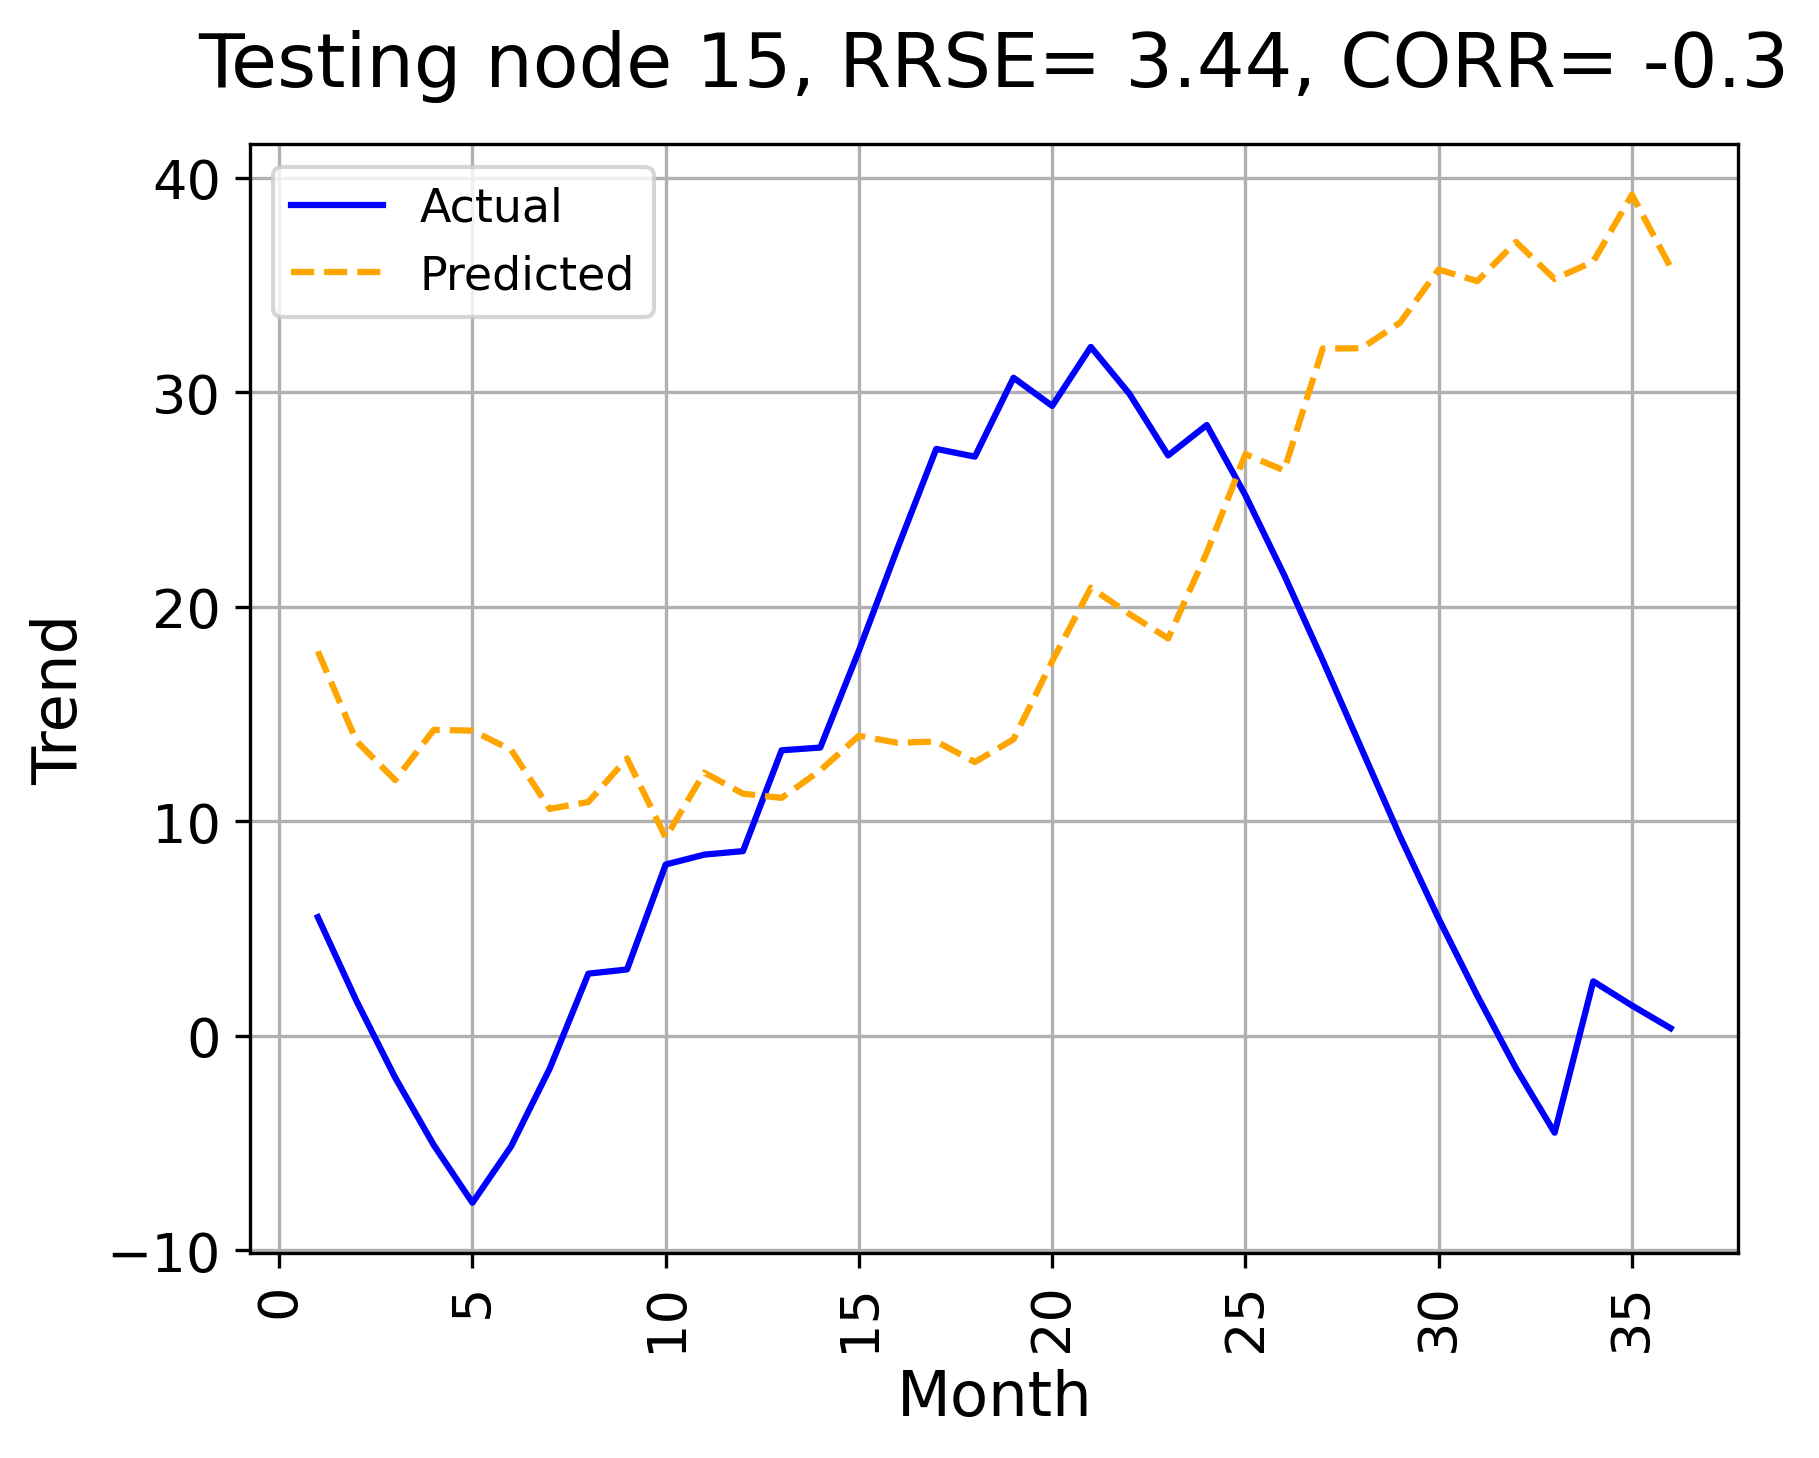 Testing node 15, RRSE= 3.44, CORR= -0.3
Actual
Predicted
40
30
20
10
0
−10
Trend
0
5
10
15
20
25
30
35
Month